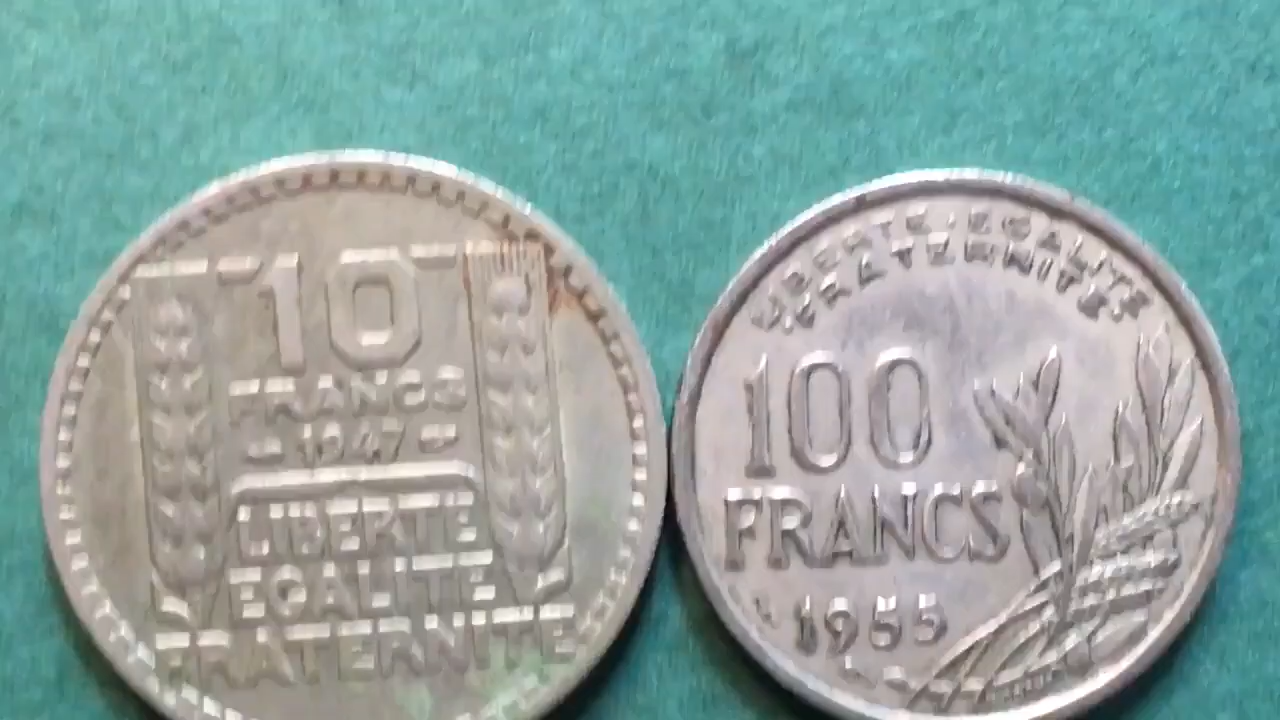 10
FRANCS
1947
LIBERTE
EGALITE
FRATERNITE
LIBERTE·EGALITE
FRATERNITE
100
FRANCS
1955